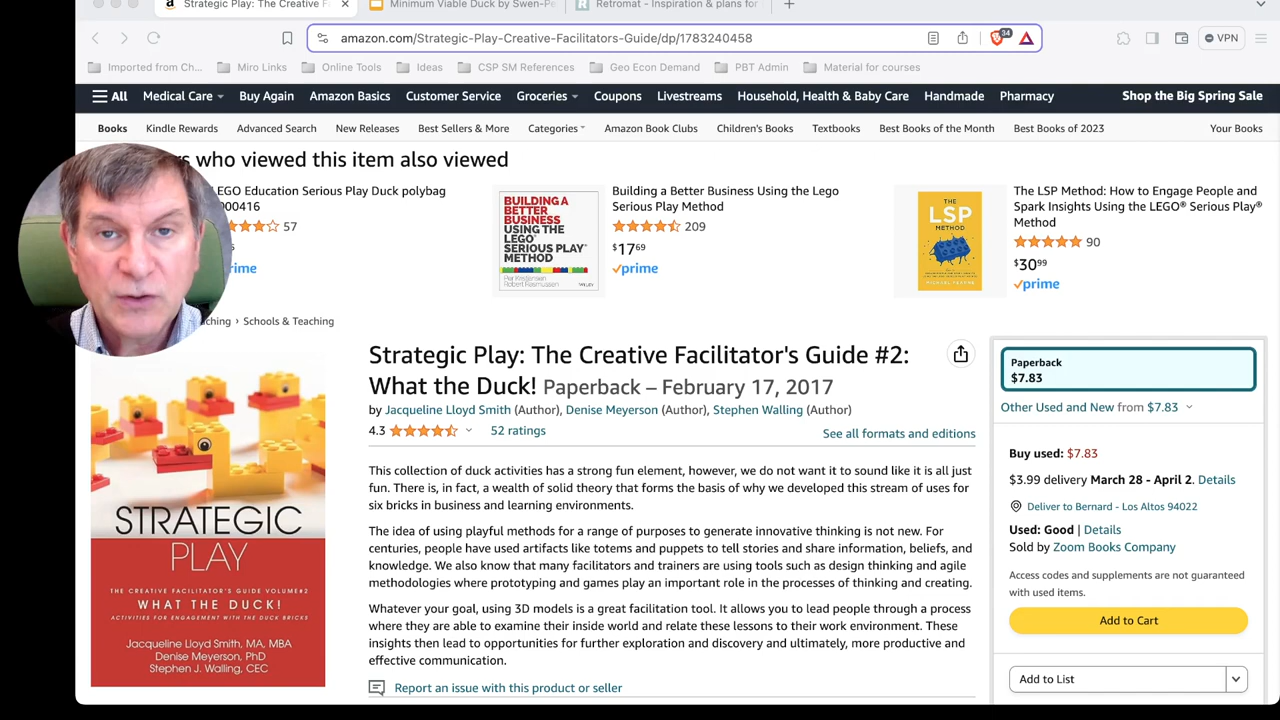 Strategic Play: The Creative F
Minimum Viable Duck by Swen-Pe
Retromat - Inspiration & plans for
amazon.com/Strategic-Play-Creative-Facilitators-Guide/dp/1783240458
34
VPN
Imported from Ch...
Miro Links
Online Tools
Ideas
CSP SM References
Geo Econ Demand
PBT Admin
Material for courses
All
Medical Care
Buy Again
Amazon Basics
Customer Service
Groceries
Coupons
Livestreams
Household, Health & Baby Care
Handmade
Pharmacy
Shop the Big Spring Sale
Books
Kindle Rewards
Advanced Search
New Releases
Best Sellers & More
Categories
Amazon Book Clubs
Children's Books
Textbooks
Best Books of the Month
Best Books of 2023
Your Books
who viewed this item also viewed
EGO Education Serious Play Duck polybag
000416
57
rime
BUILDING A
BETTER
BUSINESS
USING THE
LEGO
SERIOUS PLAY
METHOD
Per Kristiansen
Robert Rasmussen
WILEY
Building a Better Business Using the Lego
Serious Play Method
209
$17 69
prime
THE
LSP
METHOD
The LSP Method: How to Engage People and
Spark Insights Using the LEGO® Serious Play®
Method
90
$30 99
prime
ching › Schools & Teaching
STRATEGIC
PLAY
THE CREATIVE FACILITATOR'S GUIDE VOLUME#2
WHAT THE DUCK!
ACTIVITIES FOR ENGAGEMENT WITH THE DUCK BRICKS
Jacqueline Lloyd Smith, MA, MBA
Denise Meyerson, PhD
Stephen J. Walling, CEC
Strategic Play: The Creative Facilitator's Guide #2:
What the Duck! Paperback – February 17, 2017
by Jacqueline Lloyd Smith (Author), Denise Meyerson (Author), Stephen Walling (Author)
4.3
52 ratings
See all formats and editions
This collection of duck activities has a strong fun element, however, we do not want it to sound like it is all just
fun. There is, in fact, a wealth of solid theory that forms the basis of why we developed this stream of uses for
six bricks in business and learning environments.
The idea of using playful methods for a range of purposes to generate innovative thinking is not new. For
centuries, people have used artifacts like totems and puppets to tell stories and share information, beliefs, and
knowledge. We also know that many facilitators and trainers are using tools such as design thinking and agile
methodologies where prototyping and games play an important role in the processes of thinking and creating.
Whatever your goal, using 3D models is a great facilitation tool. It allows you to lead people through a process
where they are able to examine their inside world and relate these lessons to their work environment. These
insights then lead to opportunities for further exploration and discovery and ultimately, more productive and
effective communication.
Report an issue with this product or seller
Paperback
$7.83
Other Used and New from $7.83
Buy used: $7.83
$3.99 delivery March 28 - April 2. Details
Deliver to Bernard - Los Altos 94022
Used: Good | Details
Sold by Zoom Books Company
Access codes and supplements are not guaranteed
with used items.
Add to Cart
Add to List